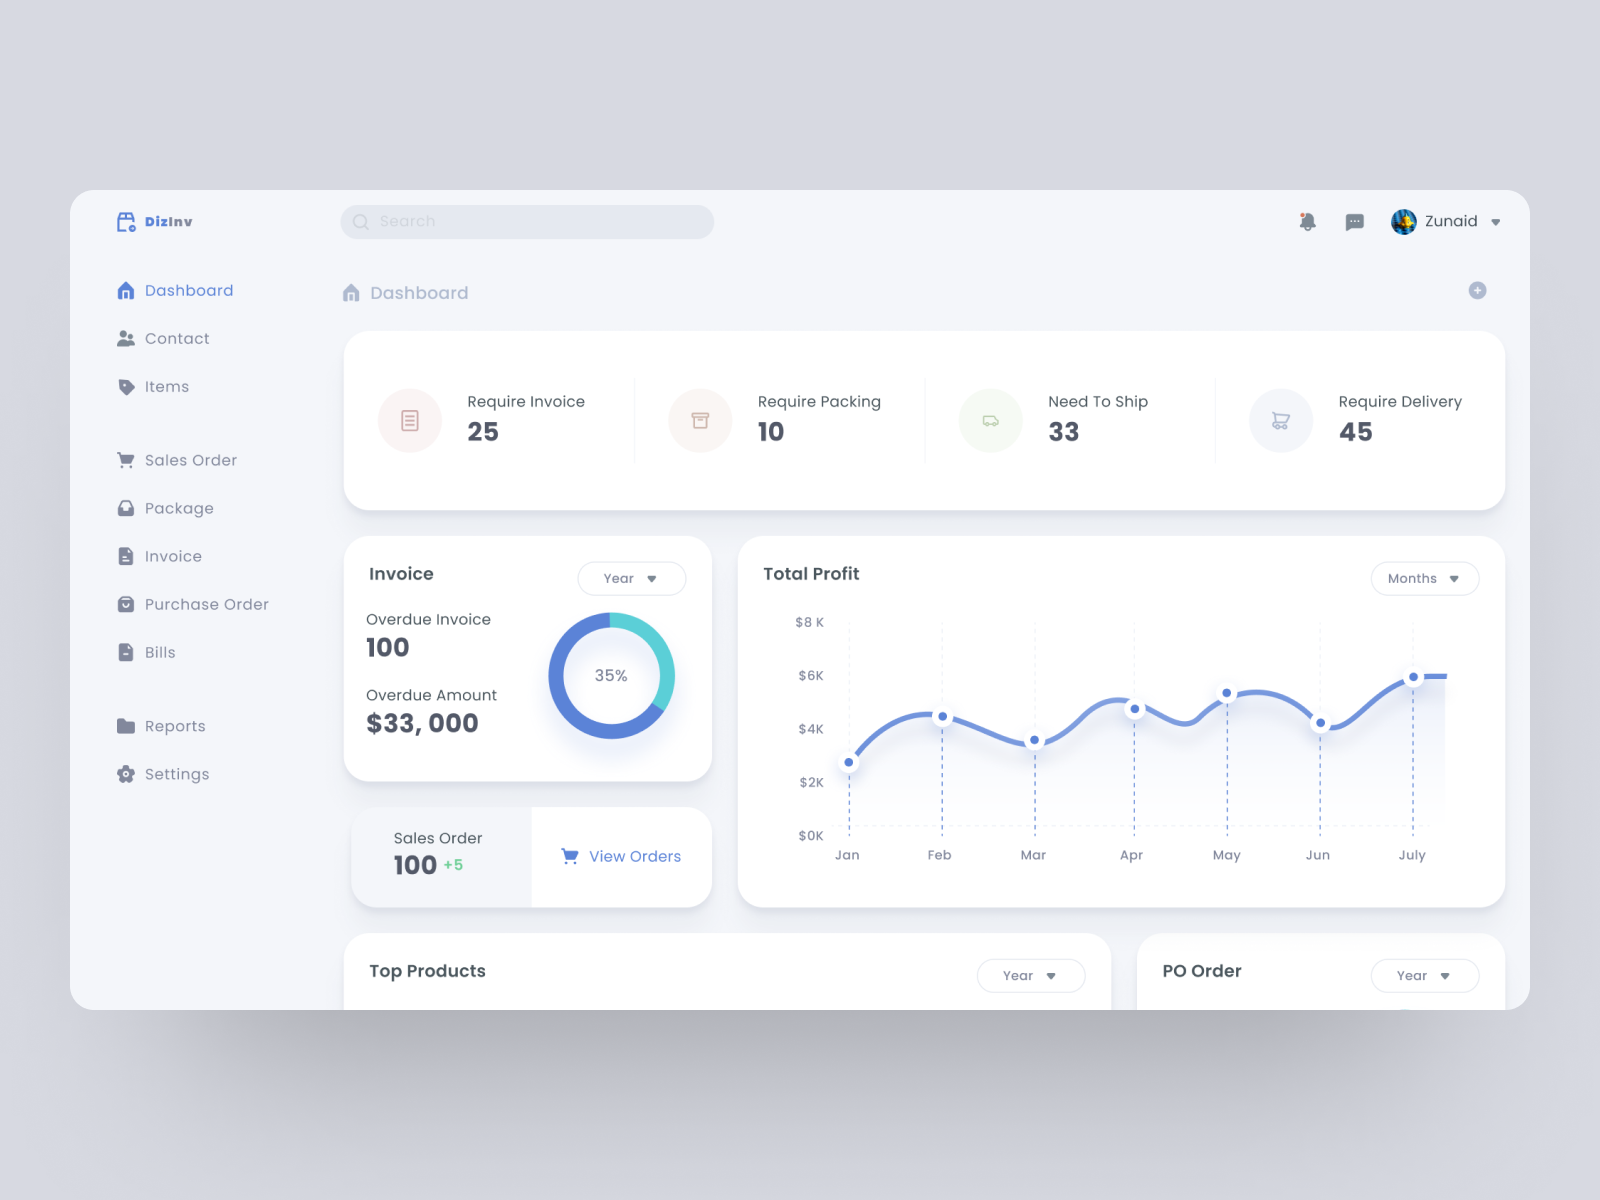 DizInv
Search
Zunaid
Dashboard
Contact
Items
Sales Order
Package
Invoice
Purchase Order
Bills
Reports
Settings
Dashboard
Require Invoice
25
Require Packing
10
Need To Ship
33
Require Delivery
45
Invoice
Year
Overdue Invoice
100
Overdue Amount
$33, 000
35%
Sales Order
100 +5
View Orders
Total Profit
Months
$8 K
$6K
$4K
$2K
$0K
Jan Feb Mar Apr May Jun July
Top Products
Year
PO Order
Year